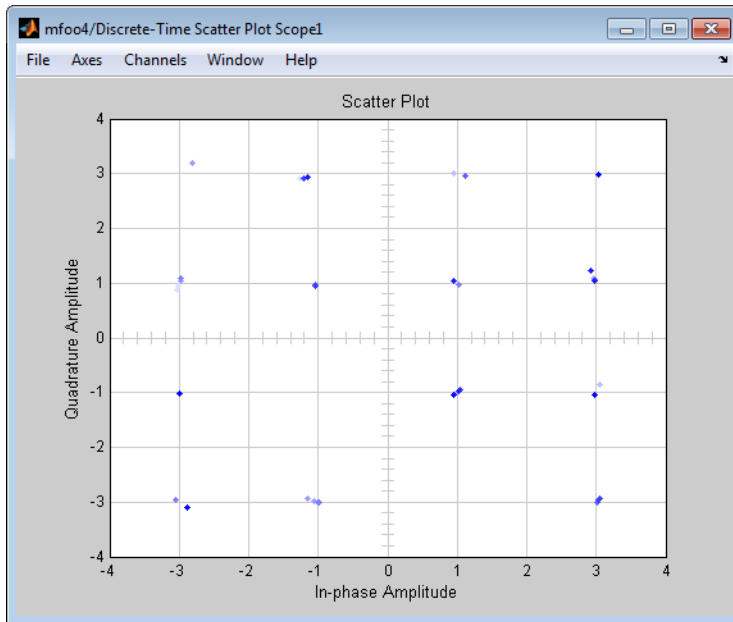 mfoo4/Discrete-Time Scatter Plot Scope1
File Axes Channels Window Help
Scatter Plot
4
3
2
1
0
-1
-2
-3
-4
Quadrature Amplitude
-4 -3 -2 -1 0 1 2 3 4
In-phase Amplitude